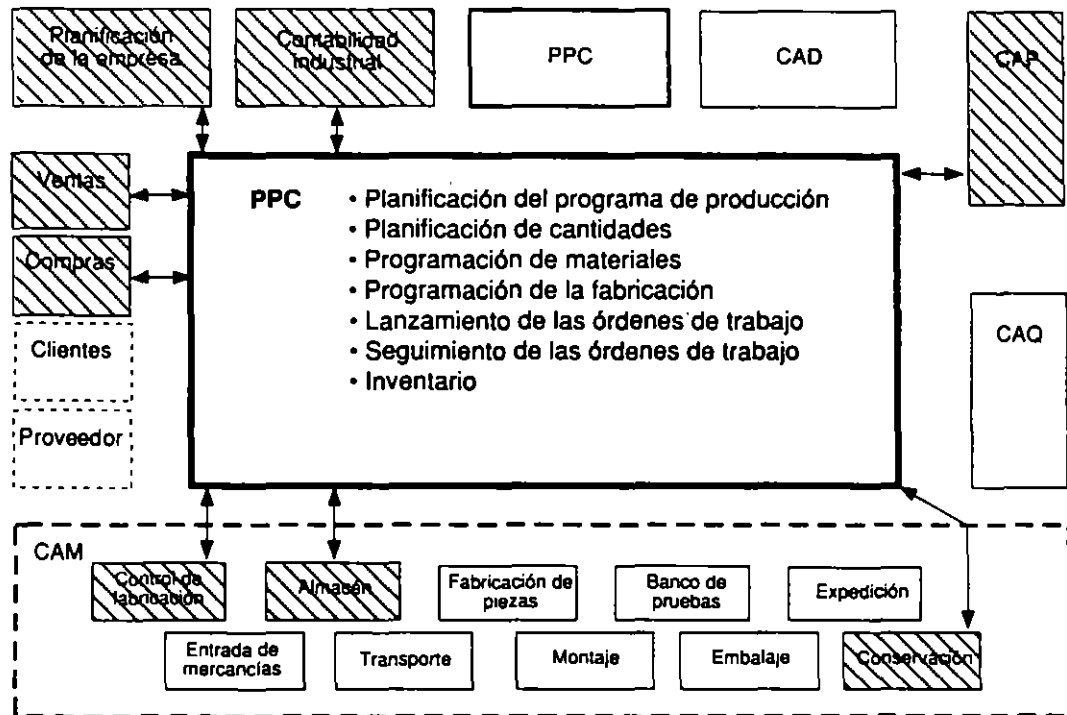 Planificación
de la empresa
Contabilidad
industrial
PPC
CAD
CAP
Ventas
Compras
Clientes
Proveedor
PPC
• Planificación del programa de producción
• Planificación de cantidades
• Programación de materiales
• Programación de la fabricación
• Lanzamiento de las órdenes de trabajo
• Seguimiento de las órdenes de trabajo
• Inventario
CAQ
CAM
Control de
fabricación
Almacén
Fabricación de
piezas
Banco de
pruebas
Expedición
Entrada de
mercancías
Transporte
Montaje
Embalaje
Conservación